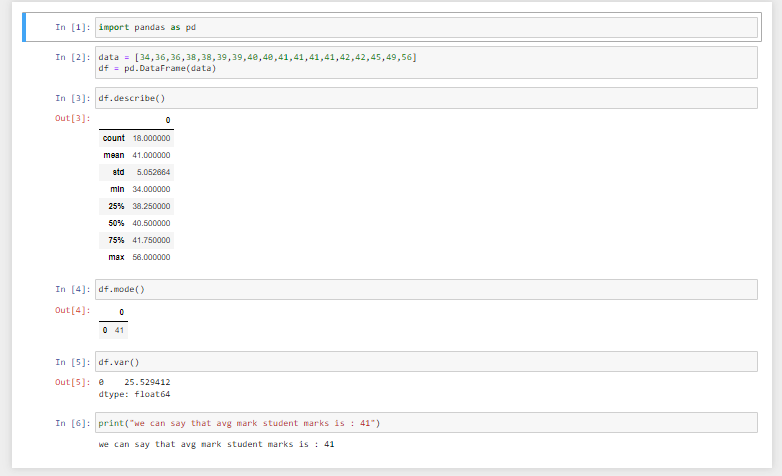 In [1]: import pandas as pd
In [2]: data = [34,36,36,38,38,39,39,40,40,41,41,41,41,42,42,45,49,56]
df = pd.DataFrame(data)
In [3]: df.describe()
Out[3]:
0
count 18.000000
mean 41.000000
std 5.052664
min 34.000000
25% 38.250000
50% 40.500000
75% 41.750000
max 56.000000
In [4]: df.mode()
Out[4]:
0
0 41
In [5]: df.var()
Out[5]: 0 25.529412
dtype: float64
In [6]: print("we can say that avg mark student marks is : 41")
we can say that avg mark student marks is : 41